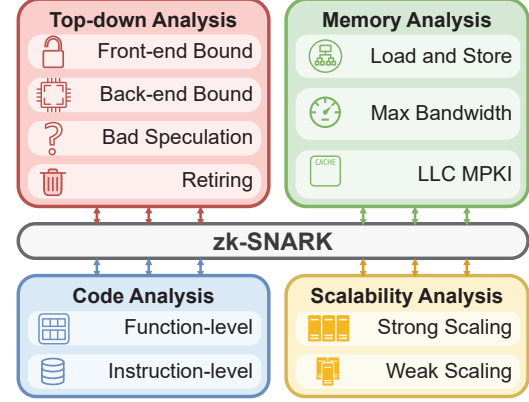 Top-down Analysis
Front-end Bound
Back-end Bound
Bad Speculation
Retiring
Memory Analysis
Load and Store
Max Bandwidth
CACHE
LLC MPKI
zk-SNARK
Code Analysis
Function-level
Instruction-level
Scalability Analysis
Strong Scaling
Weak Scaling